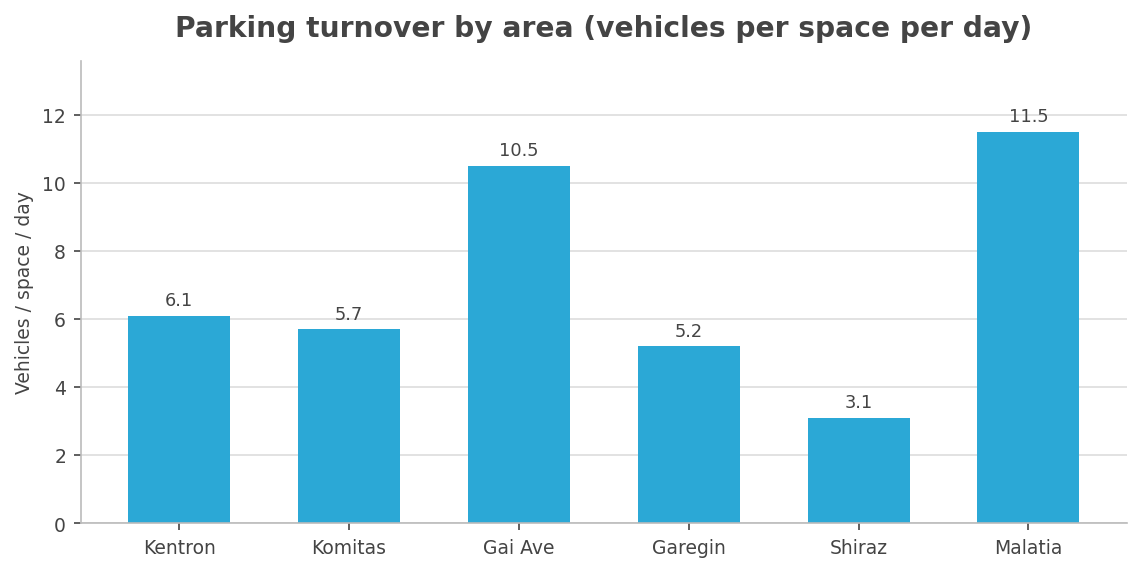 Parking turnover by area (vehicles per space per day)
Vehicles / space / day
12
10
8
6
4
2
0
6.1
5.7
10.5
5.2
3.1
11.5
Kentron
Komitas
Gai Ave
Garegin
Shiraz
Malatia